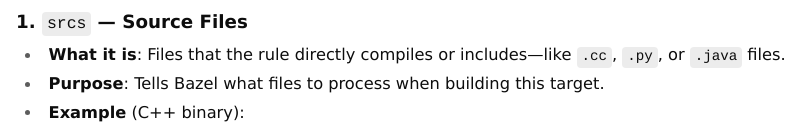 1. srcs — Source Files
• What it is: Files that the rule directly compiles or includes—like .cc, .py, or .java files.
• Purpose: Tells Bazel what files to process when building this target.
• Example (C++ binary):